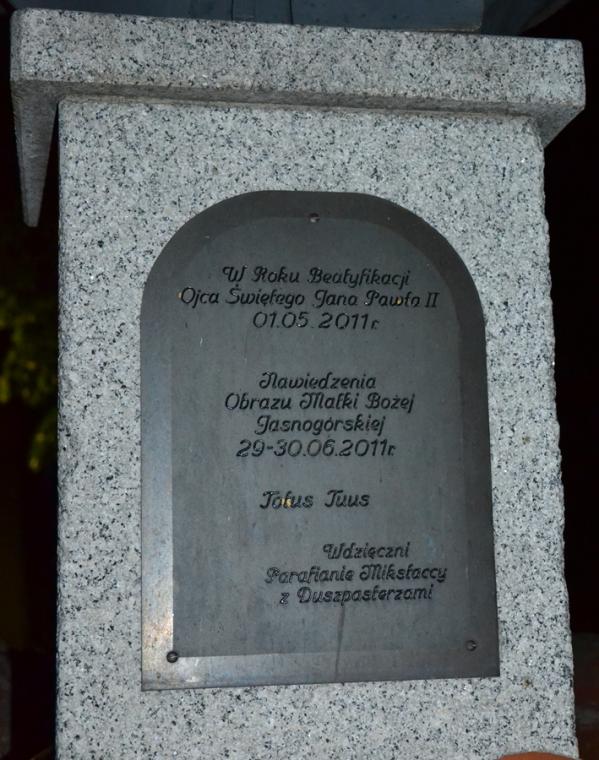 W Roku Beatyfikacji
Ojca Świętego Jana Pawła II
01.05.2011r.
Nawiedzenia
Obrazu Matki Bożej
Jasnogórskiej
29-30.06.2011r.
Totus Tuus
Wdzięczni
Parafianie Mikstaccy
z Duszpasterzami